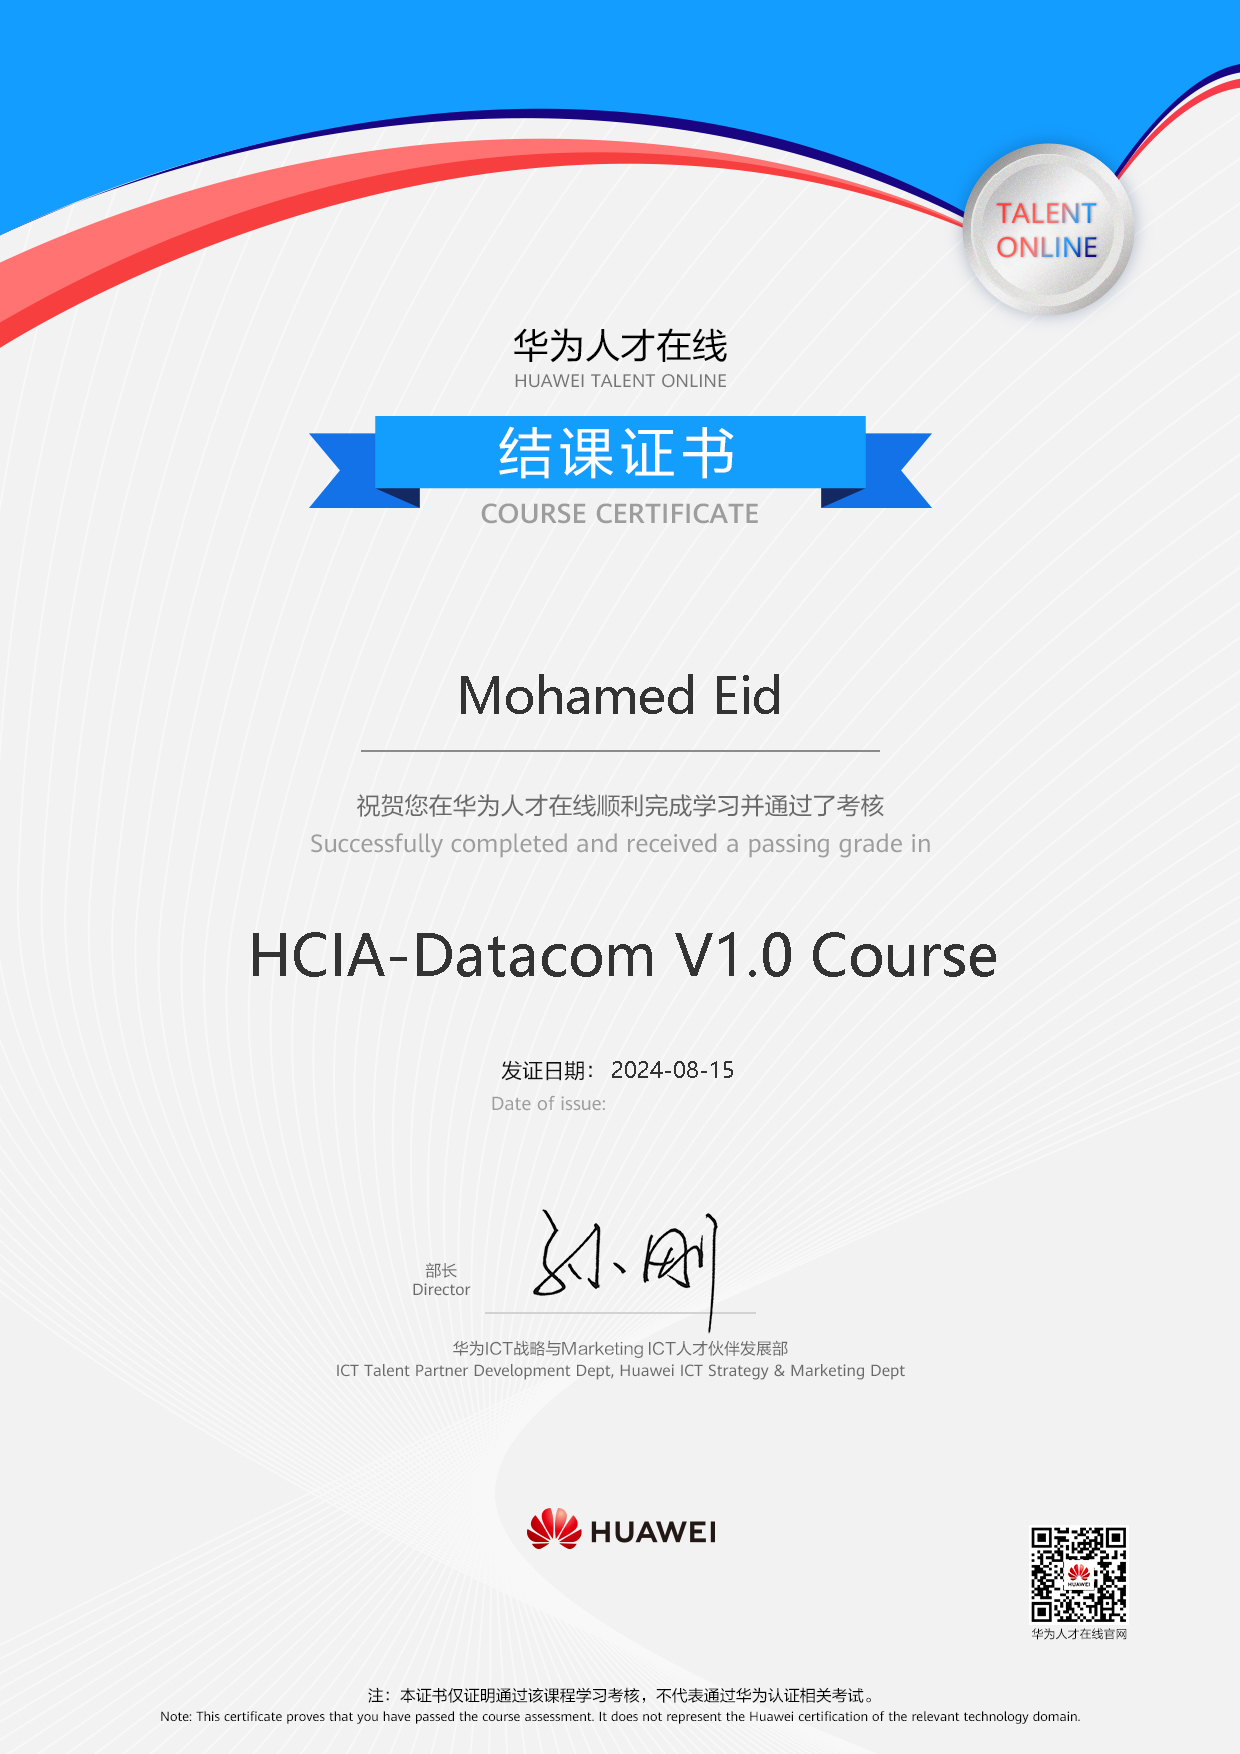 TALENT
ONLINE
华为人才在线
HUAWEI TALENT ONLINE
结课证书
COURSE CERTIFICATE
Mohamed Eid
祝贺您在华为人才在线顺利完成学习并通过了考核
Successfully completed and received a passing grade in
HCIA-Datacom V1.0 Course
发证日期： 2024-08-15
Date of issue:
孙刚
部长
Director
华为ICT战略与Marketing ICT人才伙伴发展部
ICT Talent Partner Development Dept, Huawei ICT Strategy & Marketing Dept
HUAWEI
HUAWEI
华为人才在线官网
注：本证书仅证明通过该课程学习考核，不代表通过华为认证相关考试。
Note: This certificate proves that you have passed the course assessment. It does not represent the Huawei certification of the relevant technology domain.